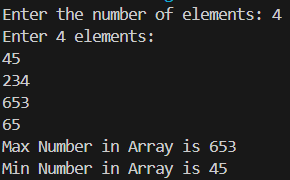 Enter the number of elements: 4
Enter 4 elements:
45
234
653
65
Max Number in Array is 653
Min Number in Array is 45